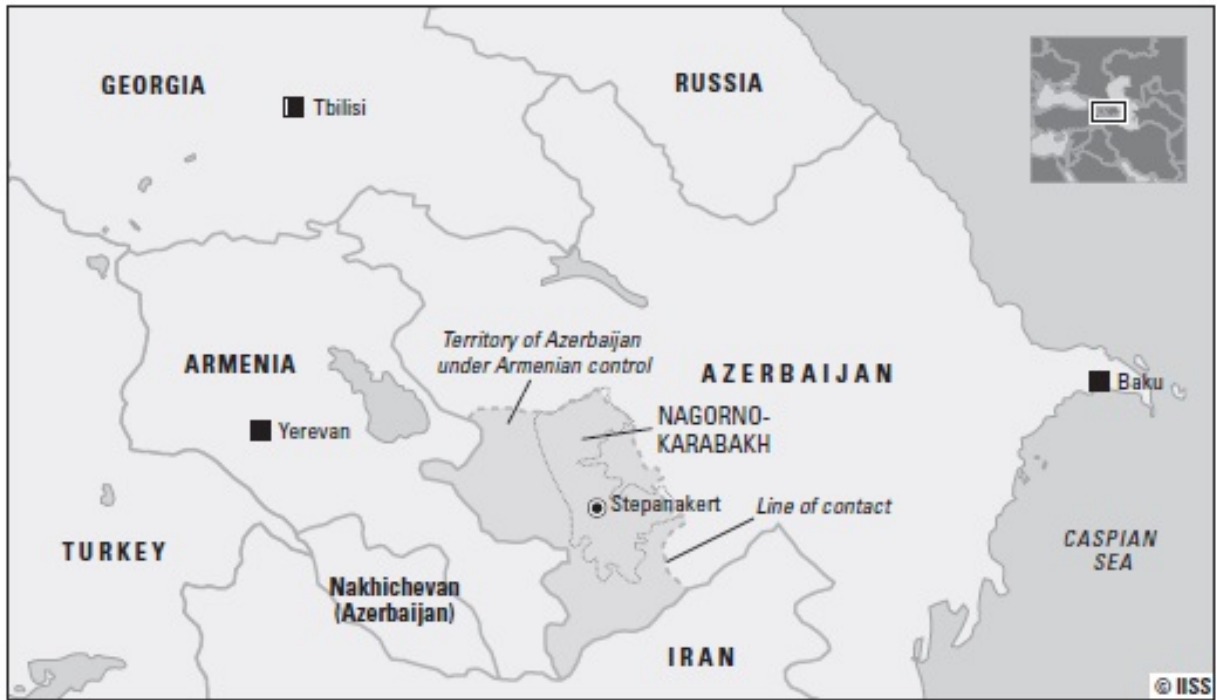 GEORGIA
Tbilisi
RUSSIA
Territory of Azerbaijan
under Armenian control
ARMENIA
AZERBAIJAN
Baku
NAGORNO-
KARABAKH
Yerevan
Stepanakert
Line of contact
CASPIAN
SEA
TURKEY
Nakhichevan
(Azerbaijan)
IRAN
© IISS